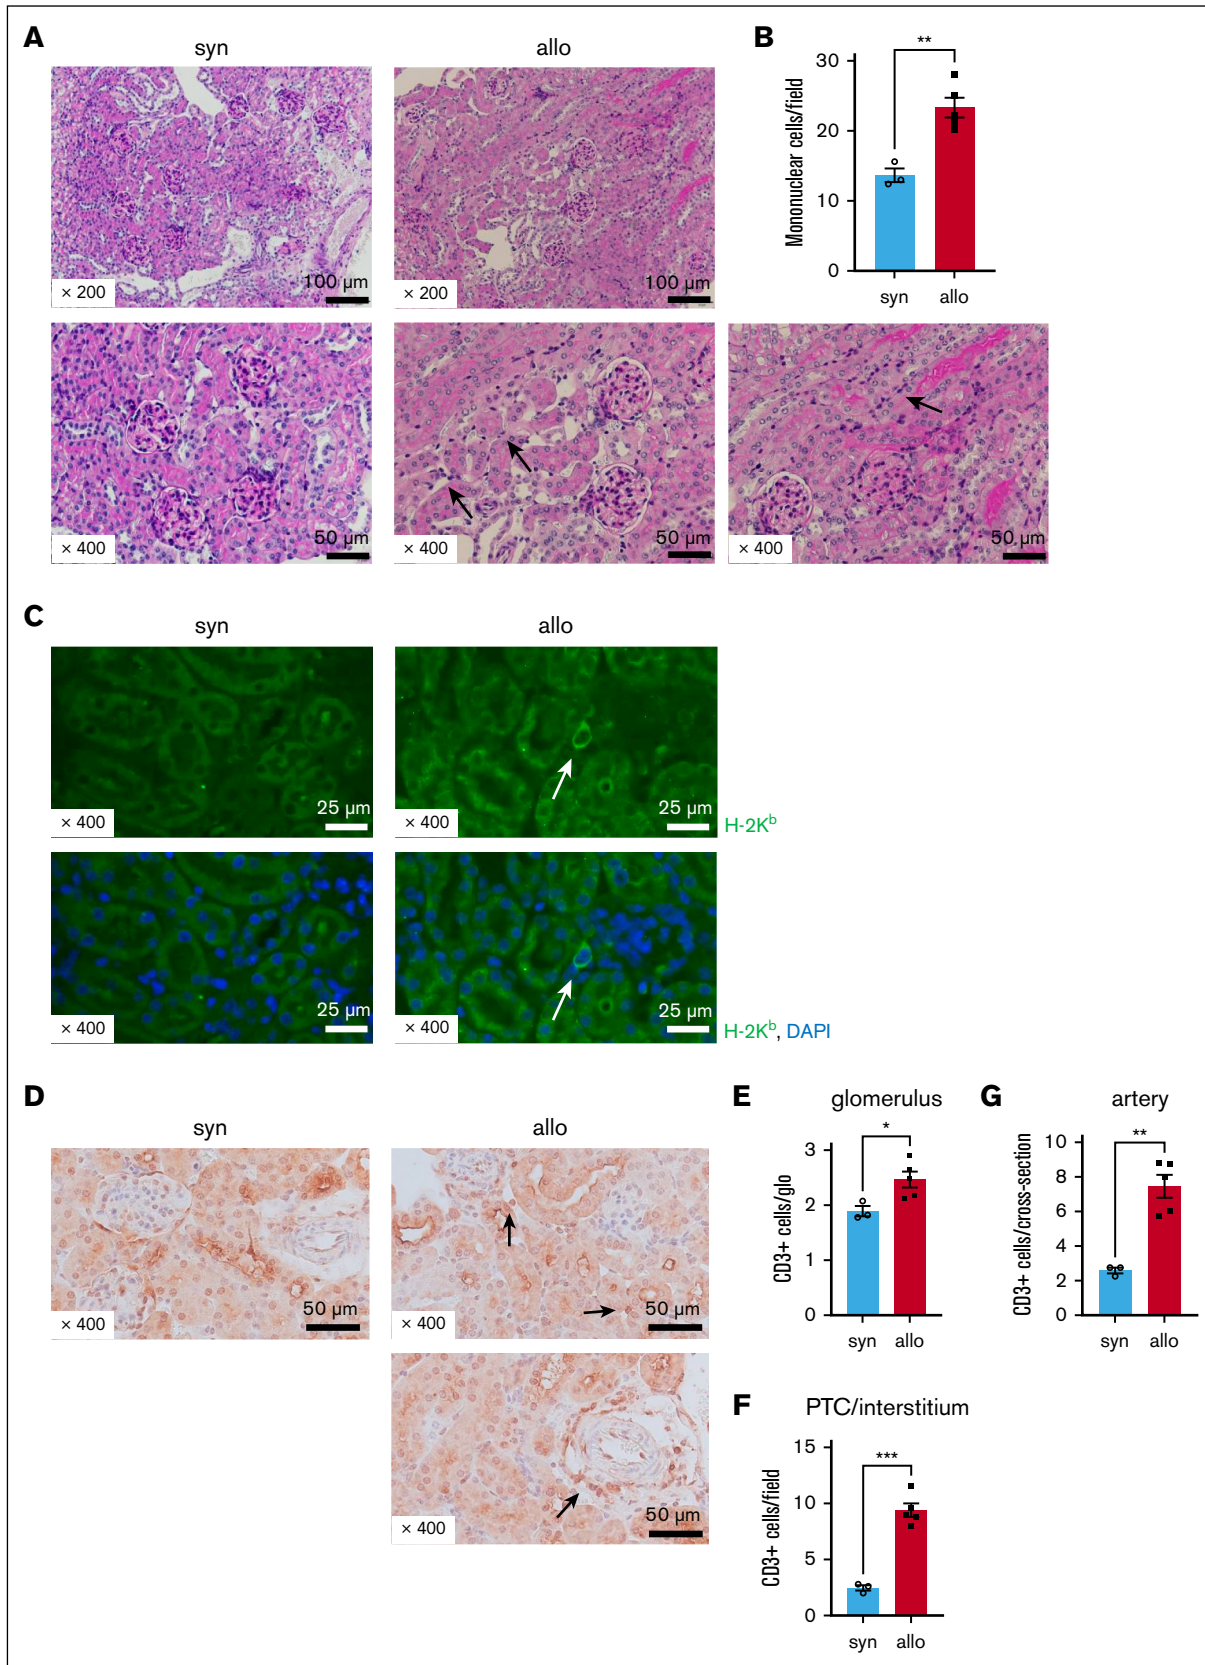 A
syn
allo
× 200
100 µm
× 200
100 µm
× 400
50 µm
× 400
50 µm
× 400
50 µm
B
**
Mononuclear cells/field
30
20
10
0
syn
allo
C
syn
allo
× 400
25 µm
× 400
25 µm
H-2Kᵇ
× 400
25 µm
× 400
25 µm
H-2Kᵇ, DAPI
D
syn
allo
× 400
50 µm
× 400
50 µm
× 400
50 µm
E
glomerulus
*
CD3+ cells/glo
3
2
1
0
syn
allo
G
artery
**
CD3+ cells/cross-section
10
8
6
4
2
0
syn
allo
F
PTC/interstitium
***
CD3+ cells/field
15
10
5
0
syn
allo